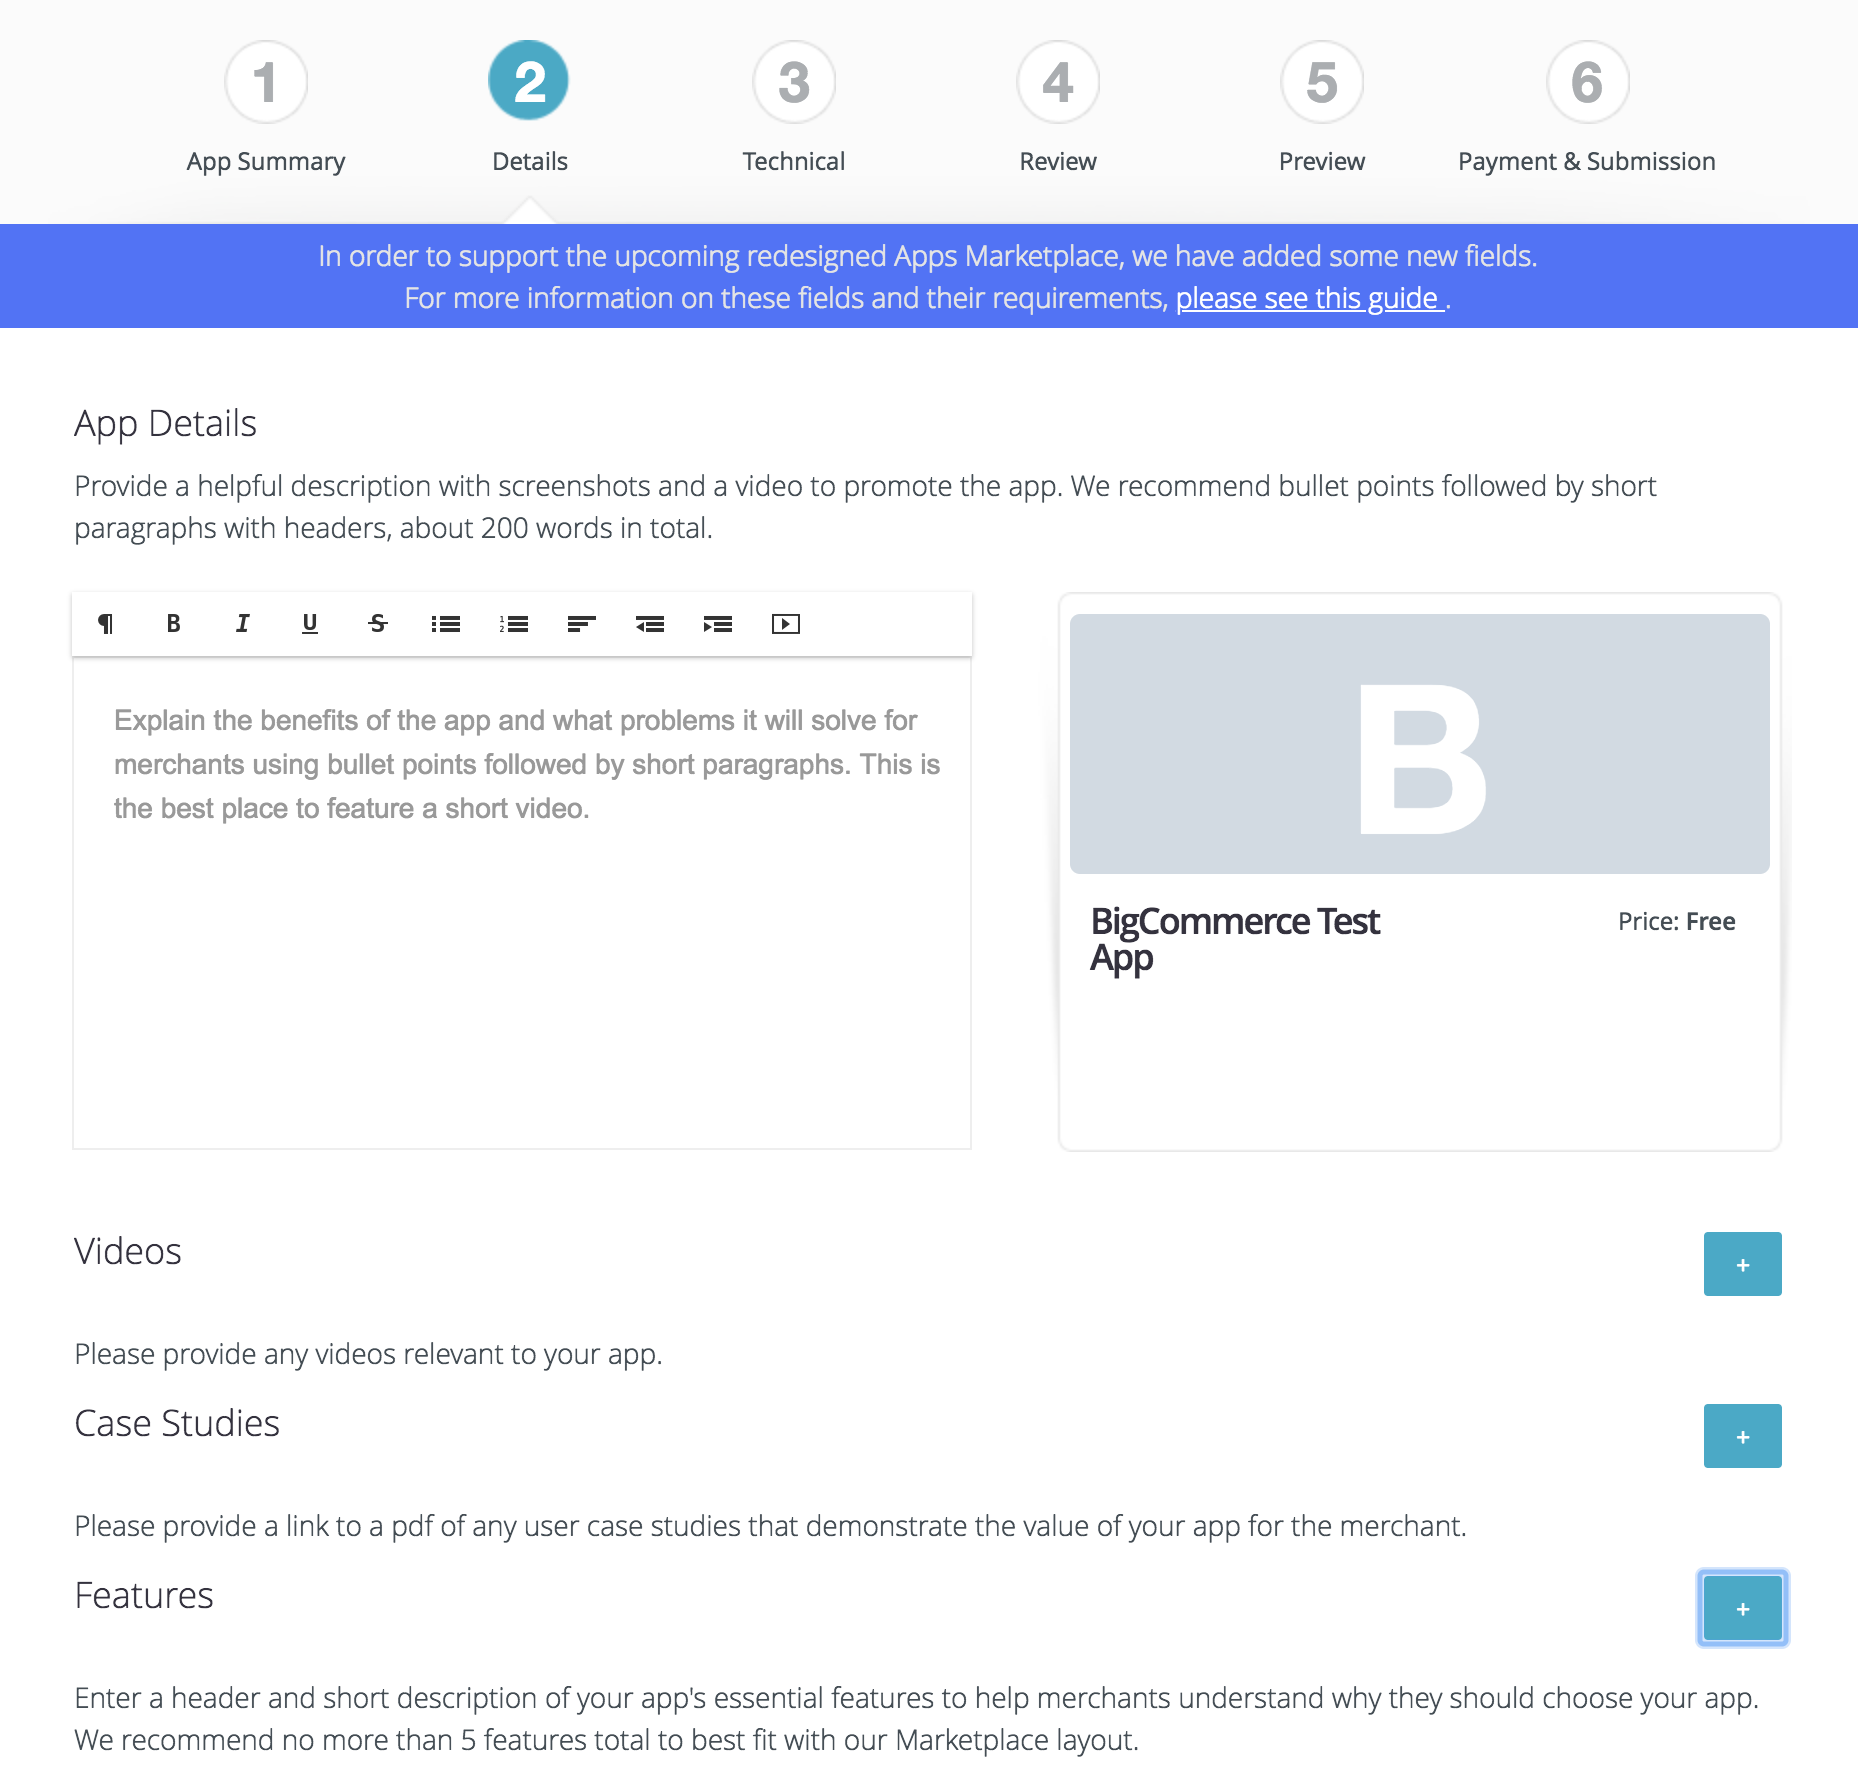 1
App Summary
2
Details
3
Technical
4
Review
5
Preview
6
Payment & Submission
In order to support the upcoming redesigned Apps Marketplace, we have added some new fields.
For more information on these fields and their requirements, please see this guide .
App Details
Provide a helpful description with screenshots and a video to promote the app. We recommend bullet points followed by short
paragraphs with headers, about 200 words in total.
¶ B I U S
Explain the benefits of the app and what problems it will solve for
merchants using bullet points followed by short paragraphs. This is
the best place to feature a short video.
B
BigCommerce Test
App
Price: Free
Videos
+
Please provide any videos relevant to your app.
Case Studies
+
Please provide a link to a pdf of any user case studies that demonstrate the value of your app for the merchant.
Features
+
Enter a header and short description of your app's essential features to help merchants understand why they should choose your app.
We recommend no more than 5 features total to best fit with our Marketplace layout.